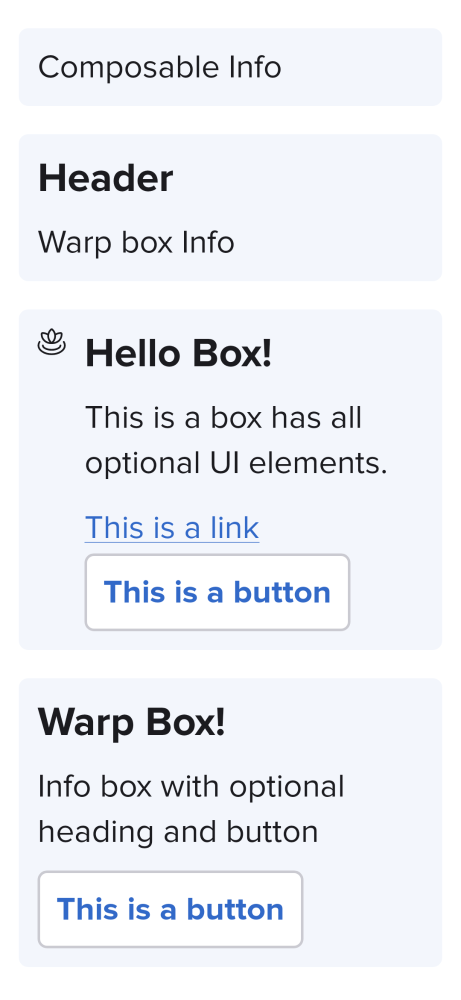 Composable Info
Header
Warp box Info
Hello Box!
This is a box has all
optional UI elements.
This is a link
This is a button
Warp Box!
Info box with optional
heading and button
This is a button